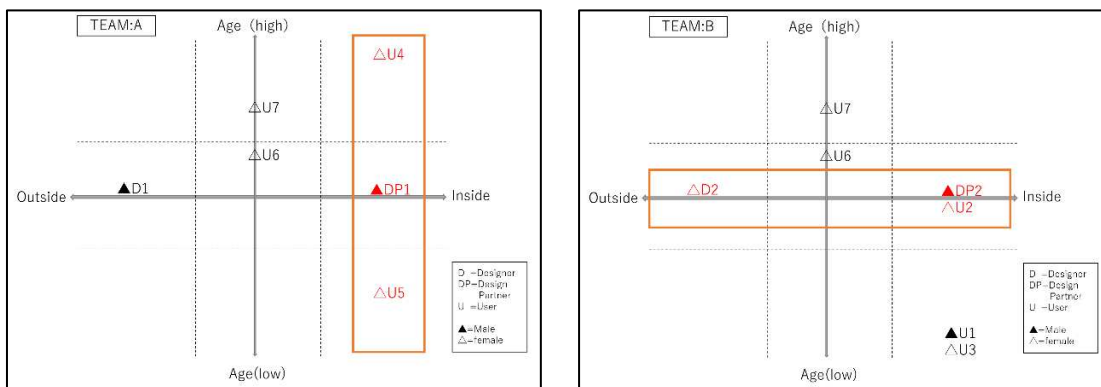 TEAM:A
Age (high)
△U4
△U7
△U6
▲D1
▲DP1
Outside
Inside
△U5
D =Designer
DP=Design
Partner
U =User
▲=Male
△=female
Age(low)
TEAM:B
Age (high)
△U7
△U6
△D2
▲DP2
Outside
Inside
△U2
D =Designer
DP=Design
Partner
U =User
▲=Male
△=female
▲U1
△U3
Age(low)